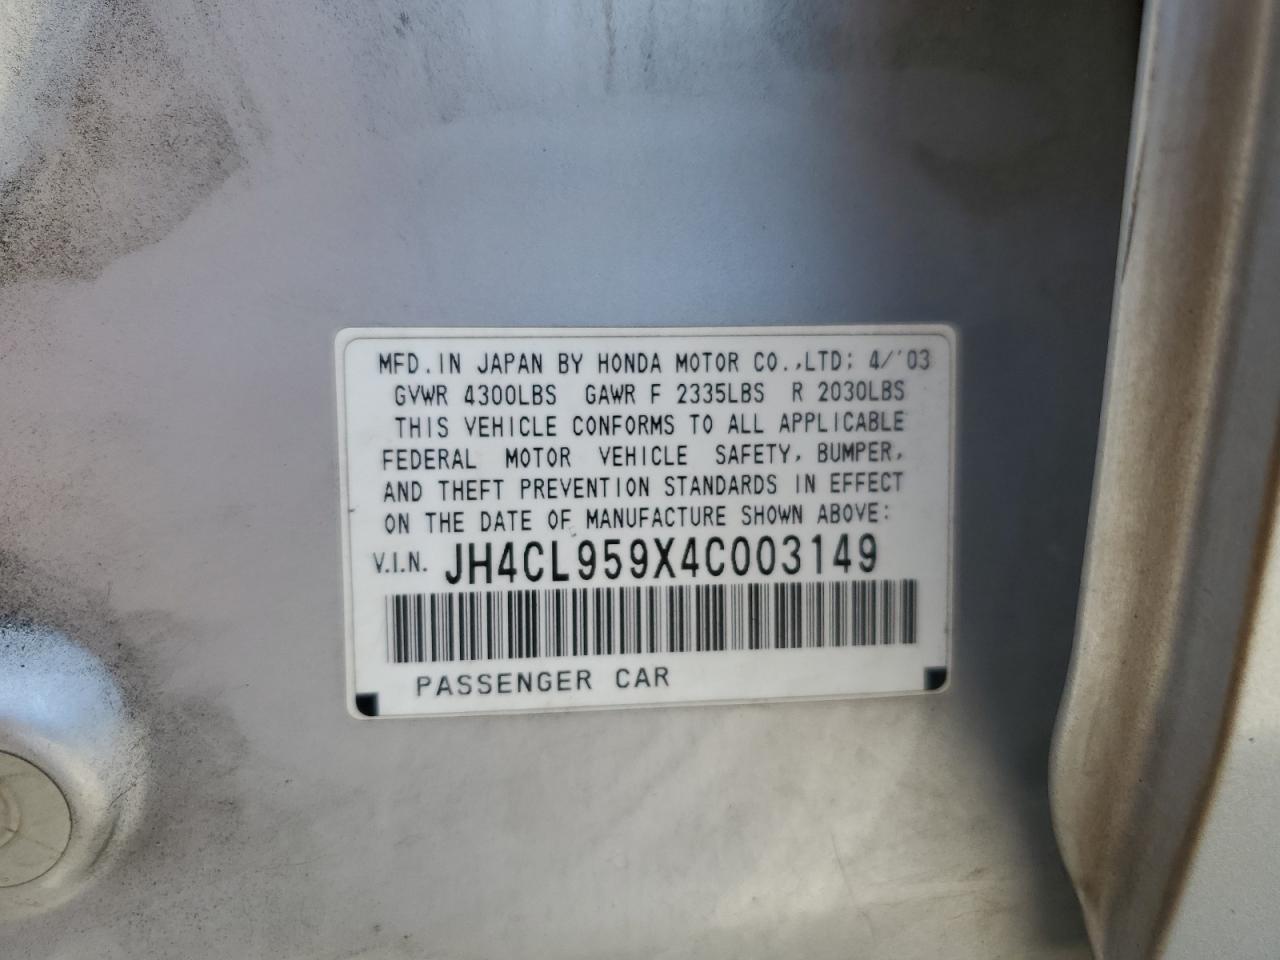 MFD. IN JAPAN BY HONDA MOTOR CO.,LTD; 4/'03
GVWR 4300LBS GAWR F 2335LBS R 2030LBS
THIS VEHICLE CONFORMS TO ALL APPLICABLE
FEDERAL MOTOR VEHICLE SAFETY, BUMPER,
AND THEFT PREVENTION STANDARDS IN EFFECT
ON THE DATE OF MANUFACTURE SHOWN ABOVE:
V.I.N. JH4CL959X4C003149
PASSENGER CAR